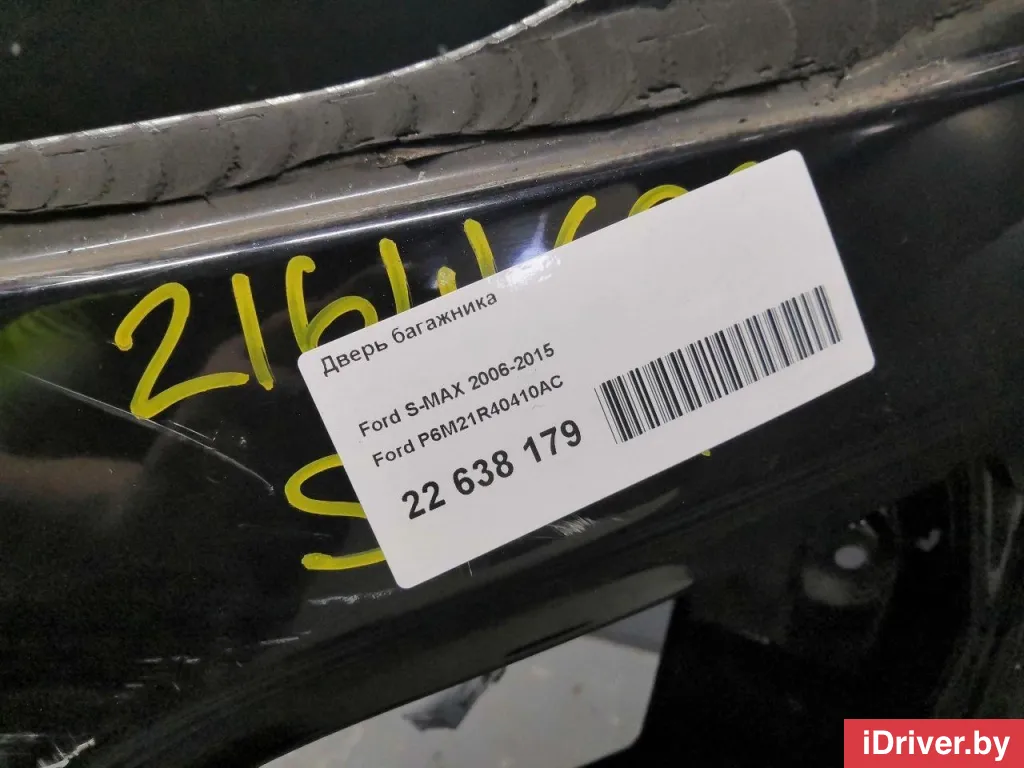 Дверь багажника
Ford S-MAX 2006-2015
Ford P6M21R40410AC
22 638 179
iDriver.by